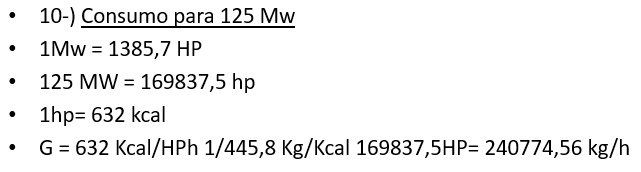 • 10-) Consumo para 125 Mw
• 1Mw = 1385,7 HP
• 125 MW = 169837,5 hp
• 1hp= 632 kcal
• G = 632 Kcal/HPh 1/445,8 Kg/Kcal 169837,5HP= 240774,56 kg/h